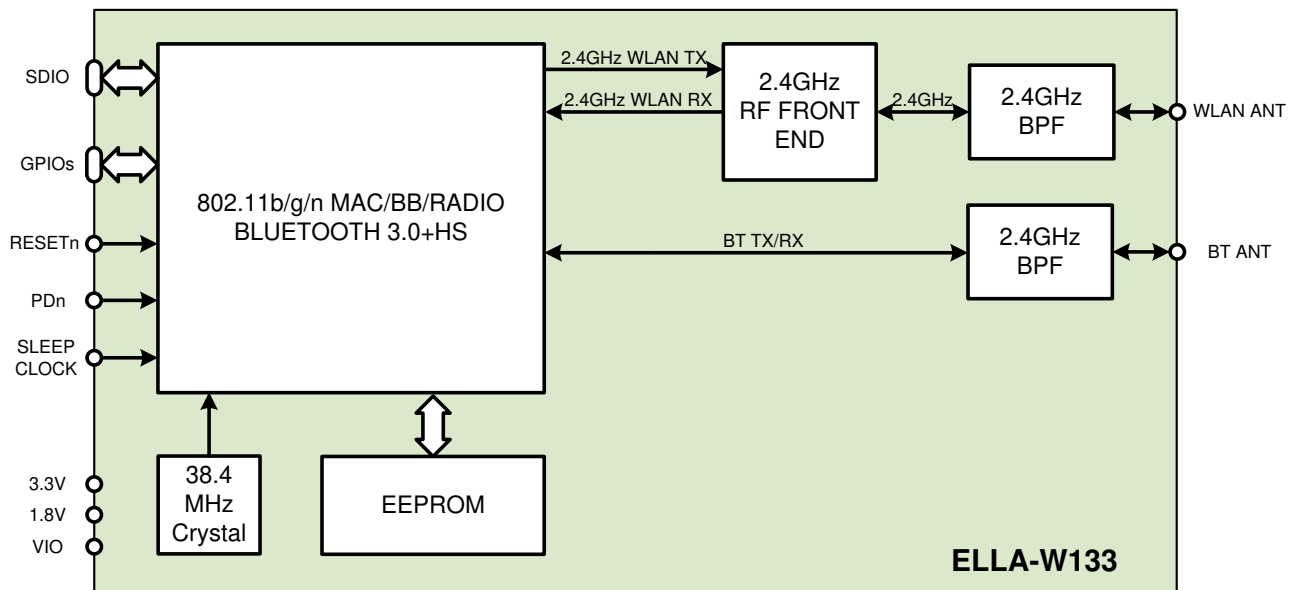 SDIO
GPIOs
RESETn
PDn
SLEEP
CLOCK
3.3V
1.8V
VIO
802.11b/g/n MAC/BB/RADIO
BLUETOOTH 3.0+HS
38.4
MHz
Crystal
EEPROM
2.4GHz WLAN TX
2.4GHz WLAN RX
2.4GHz
RF FRONT
END
2.4GHz
2.4GHz
BPF
WLAN ANT
BT TX/RX
2.4GHz
BPF
BT ANT
ELLA-W133